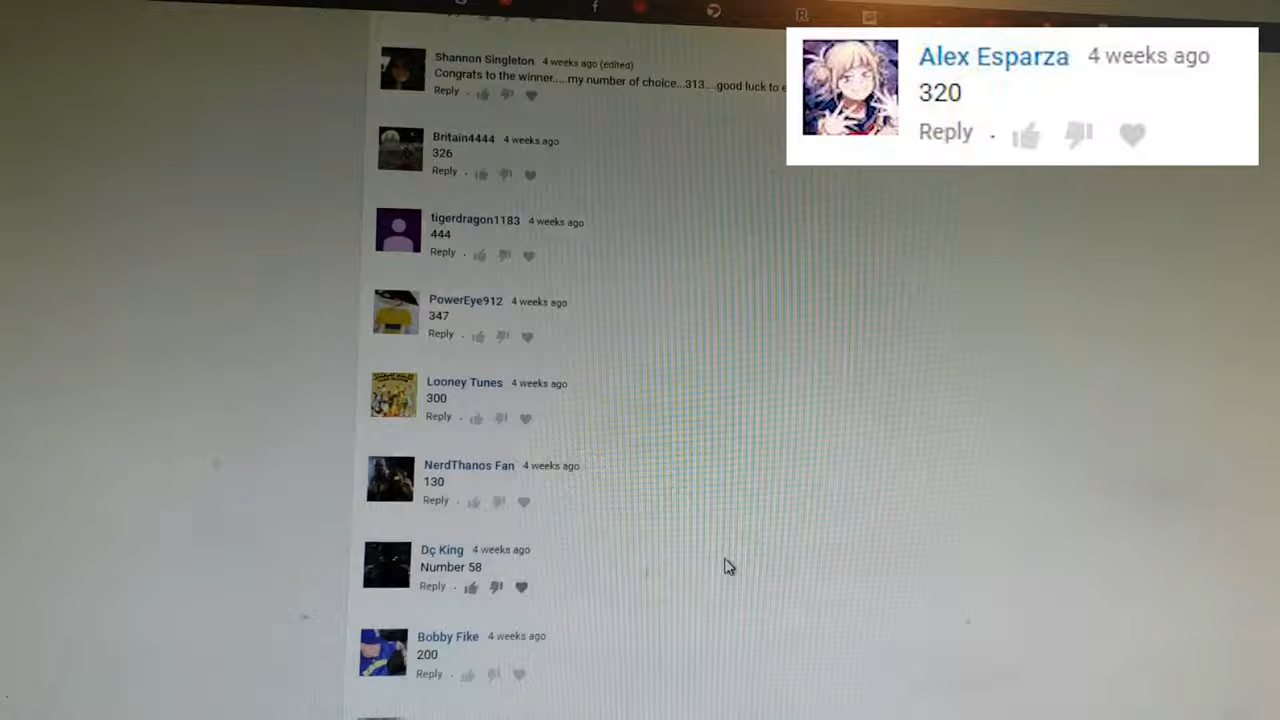 Shannon Singleton 4 weeks ago (edited)
Congrats to the winner.....my number of choice...313....good luck to e
Reply
Britain4444 4 weeks ago
326
Reply
tigerdragon1183 4 weeks ago
444
Reply
PowerEye912 4 weeks ago
347
Reply
Looney Tunes 4 weeks ago
300
Reply
NerdThanos Fan 4 weeks ago
130
Reply
Dç King 4 weeks ago
Number 58
Reply
Bobby Fike 4 weeks ago
200
Reply
Alex Esparza 4 weeks ago
320
Reply